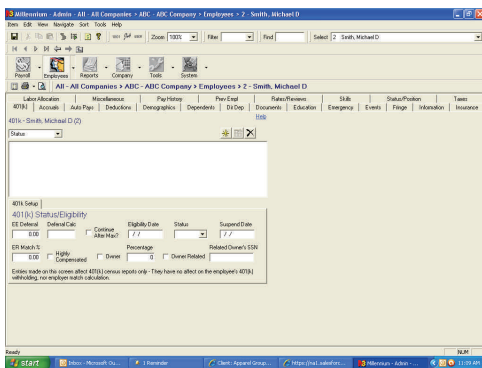 Millennium - Admin - All - All Companies > ABC - ABC Company > Employees > 2 - Smith, Michael D
Item Edit View Navigate Sort Tools Help
Zoom 100% Filter Find Select 2 Smith, Michael D
Payroll Employees Reports Company Tools System
All - All Companies > ABC - ABC Company > Employees > 2 - Smith, Michael D
Labor Allocation Miscellaneous Pay History Prev Empl Rates/Reviews Skills Status/Position Taxes
401(k) Accruals Auto Pays Deductions Demographics Dependents Dir Dep Documents Education Emergency Events Fringe Information Insurance
401k - Smith, Michael D (2)
Help
Status
401k Setup
401(k) Status/Eligibility
EE Deferral Deferral Calc Continue After Max? Eligibility Date Status Suspend Date
0.00 / / / /
ER Match % Highly Compensated Owner Percentage Owner Related Related Owner's SSN
0.00 0
Entries made on this screen affect 401(k) census reports only - They have no affect on the employee's 401(k)
withholding, nor employer match calculation.
Ready NUM
start Inbox - Microsoft Ou... 1 Reminder Client: Apparel Group... https://na1.salesforc... Millennium - Admin - ... 11:09 AM